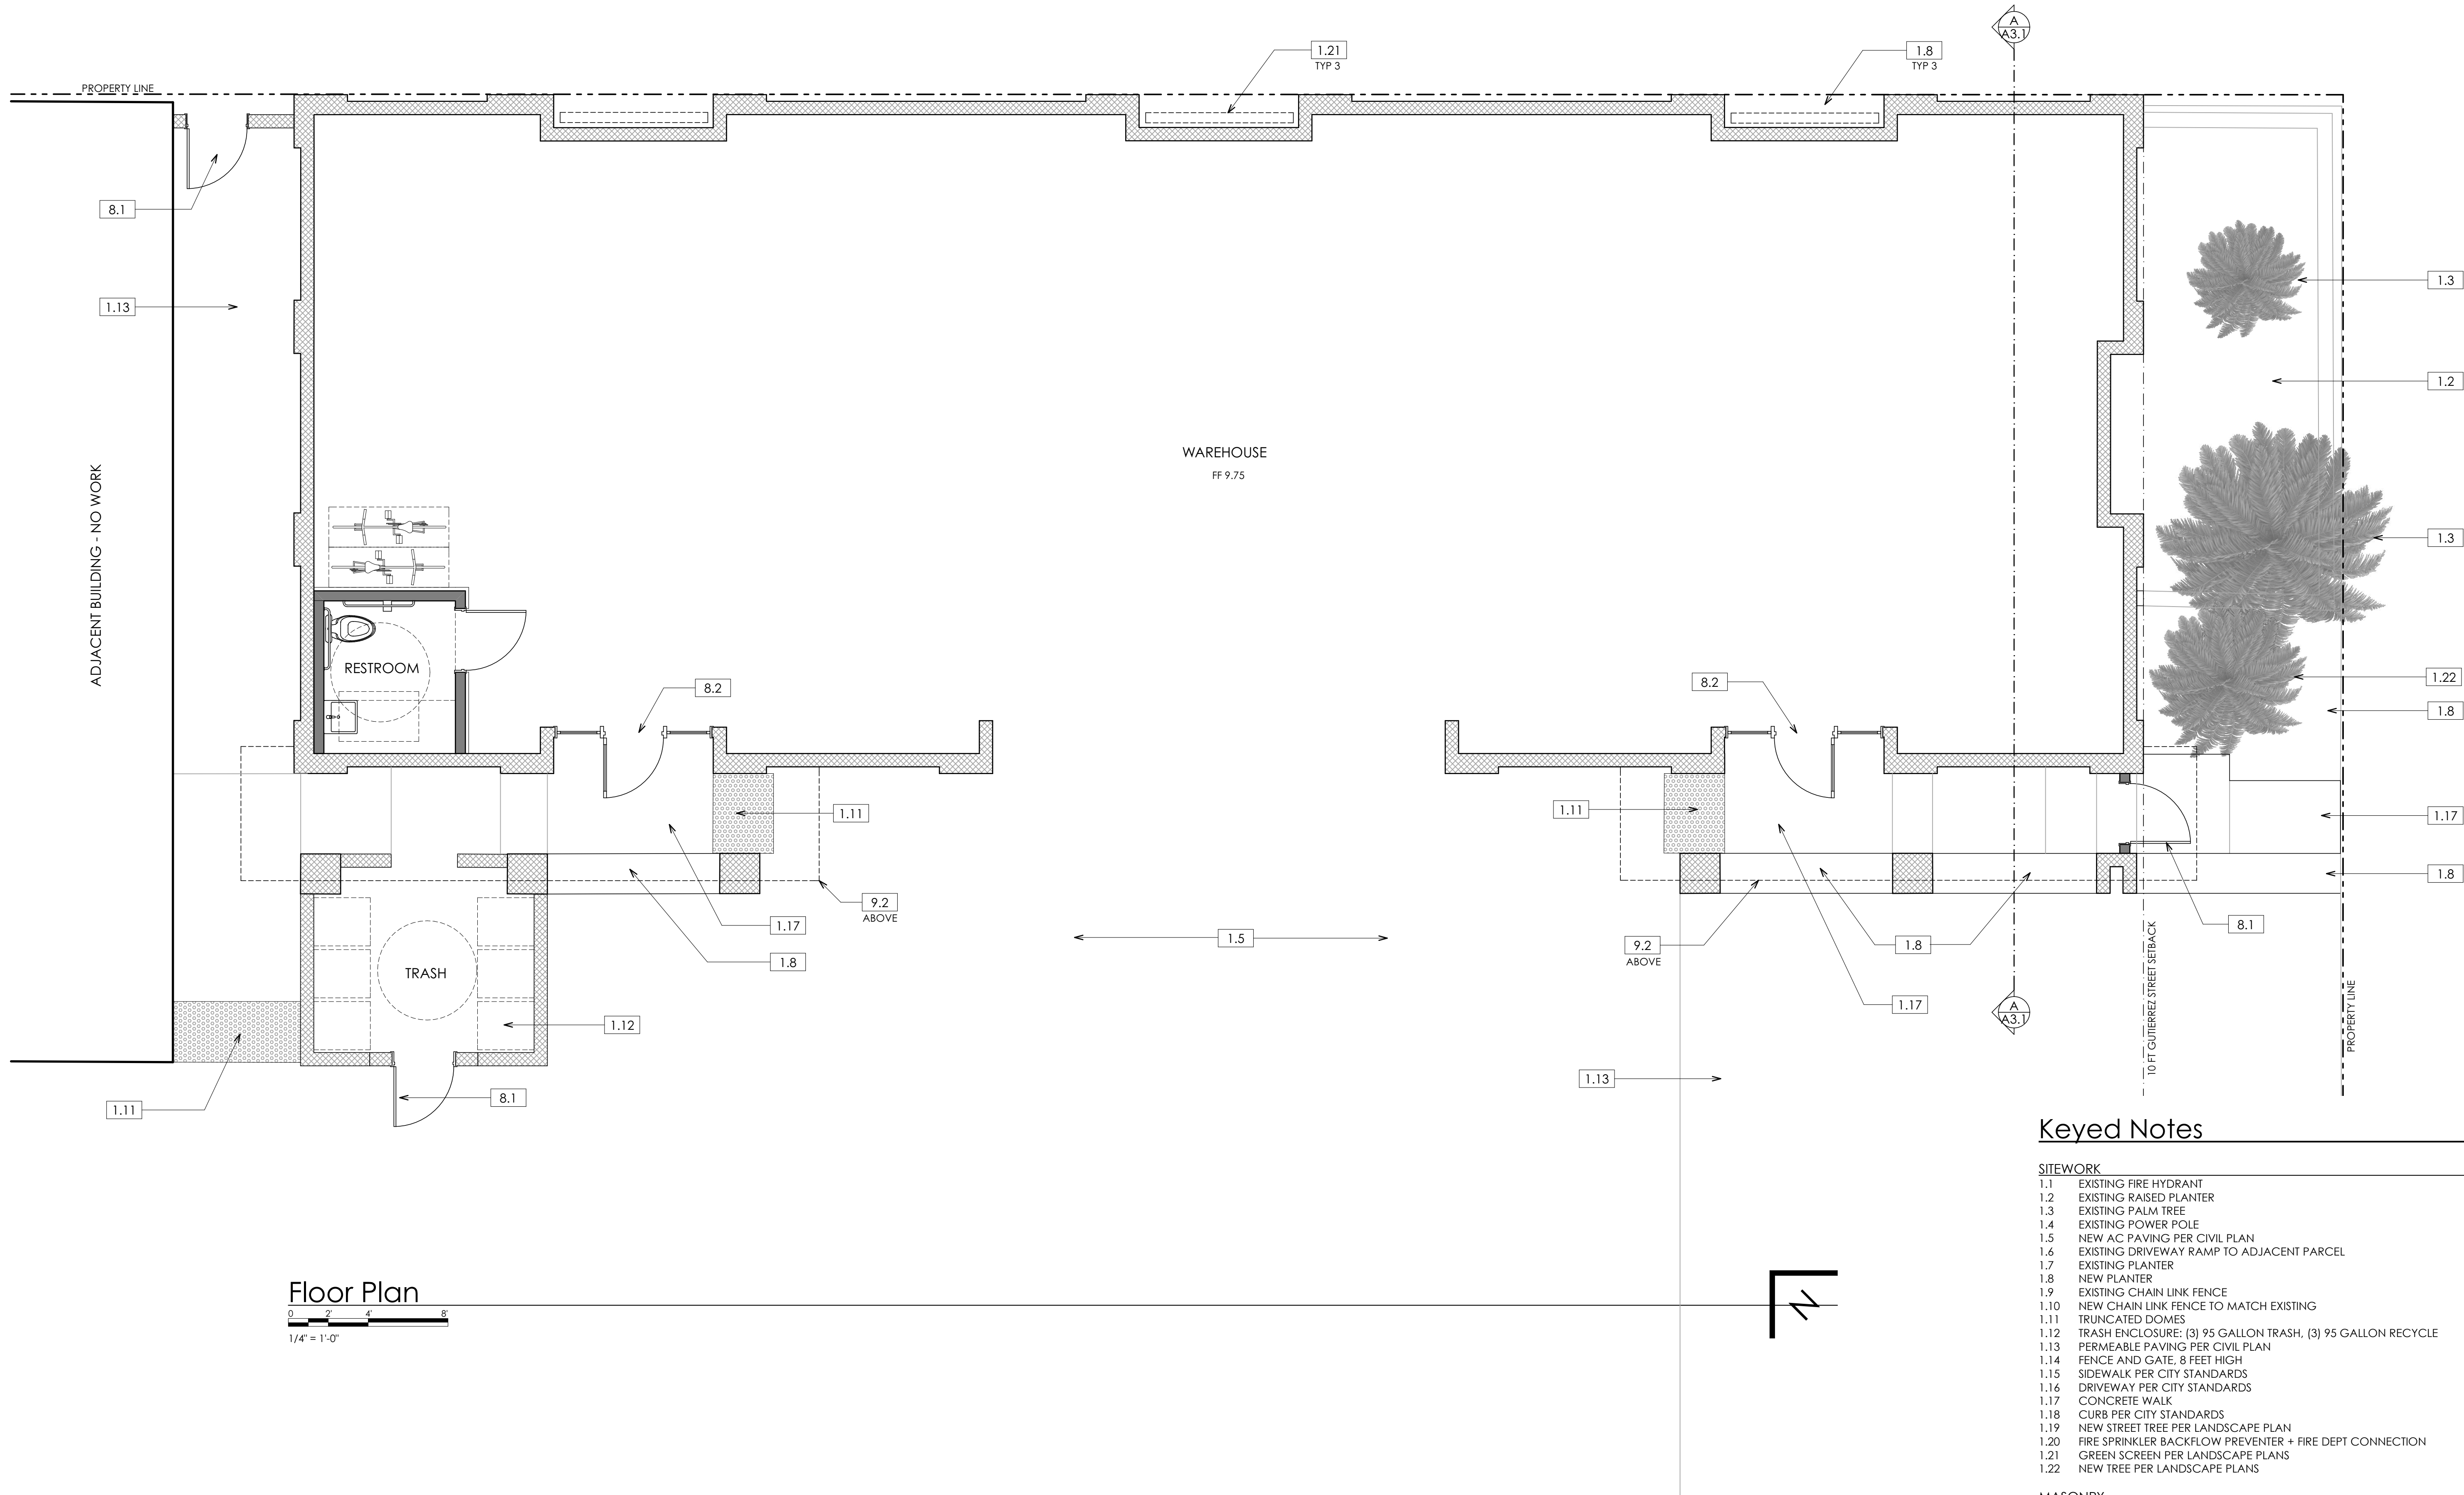 A
A3.1
1.21
TYP 3
1.8
TYP 3
PROPERTY LINE
8.1
1.13
1.3
1.2
ADJACENT BUILDING - NO WORK
WAREHOUSE
FF 9.75
1.3
RESTROOM
8.2
8.2
1.22
1.8
1.11
1.11
1.17
1.8
9.2
ABOVE
1.17
1.8
1.5
9.2
ABOVE
1.8
8.1
TRASH
1.12
1.17
A
A3.1
10 FT GUTIERREZ STREET SETBACK
PROPERTY LINE
1.13
8.1
1.11
Floor Plan
0 2' 4' 8'
1/4" = 1'-0"
N
Keyed Notes
SITEWORK
1.1 EXISTING FIRE HYDRANT
1.2 EXISTING RAISED PLANTER
1.3 EXISTING PALM TREE
1.4 EXISTING POWER POLE
1.5 NEW AC PAVING PER CIVIL PLAN
1.6 EXISTING DRIVEWAY RAMP TO ADJACENT PARCEL
1.7 EXISTING PLANTER
1.8 NEW PLANTER
1.9 EXISTING CHAIN LINK FENCE
1.10 NEW CHAIN LINK FENCE TO MATCH EXISTING
1.11 TRUNCATED DOMES
1.12 TRASH ENCLOSURE: (3) 95 GALLON TRASH, (3) 95 GALLON RECYCLE
1.13 PERMEABLE PAVING PER CIVIL PLAN
1.14 FENCE AND GATE, 8 FEET HIGH
1.15 SIDEWALK PER CITY STANDARDS
1.16 DRIVEWAY PER CITY STANDARDS
1.17 CONCRETE WALK
1.18 CURB PER CITY STANDARDS
1.19 NEW STREET TREE PER LANDSCAPE PLAN
1.20 FIRE SPRINKLER BACKFLOW PREVENTER + FIRE DEPT CONNECTION
1.21 GREEN SCREEN PER LANDSCAPE PLANS
1.22 NEW TREE PER LANDSCAPE PLANS